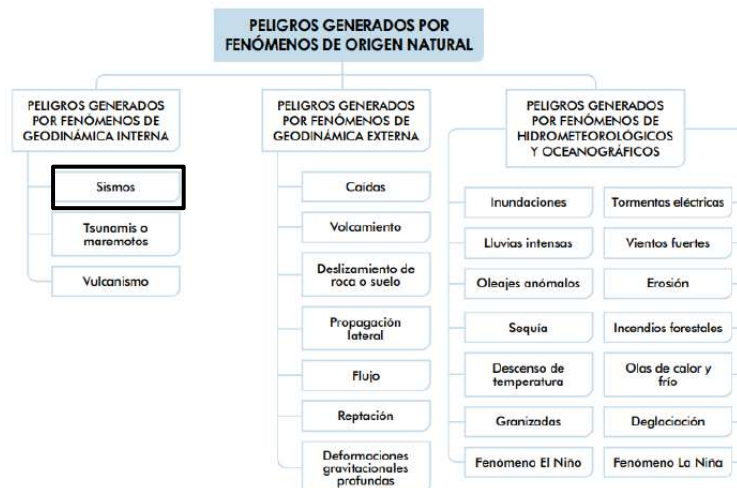 PELIGROS GENERADOS POR
FENÓMENOS DE ORIGEN NATURAL
PELIGROS GENERADOS
POR FENÓMENOS DE
GEODINÁMICA INTERNA
Sismos
Tsunamis o
maremotos
Vulcanismo
PELIGROS GENERADOS
POR FENÓMENOS DE
GEODINÁMICA EXTERNA
Caídas
Volcamiento
Deslizamiento de
roca o suelo
Propagación
lateral
Flujo
Reptación
Deformaciones
gravitacionales
profundas
PELIGROS GENERADOS
POR FENÓMENOS DE
HIDROMETEOROLÓGICOS
Y OCEANOGRÁFICOS
Inundaciones
Tormentas eléctricas
Lluvias intensas
Vientos fuertes
Oleajes anómalos
Erosión
Sequía
Incendios forestales
Descenso de
temperatura
Olas de calor y
frío
Granizadas
Deglaciación
Fenómeno El Niño
Fenómeno La Niña